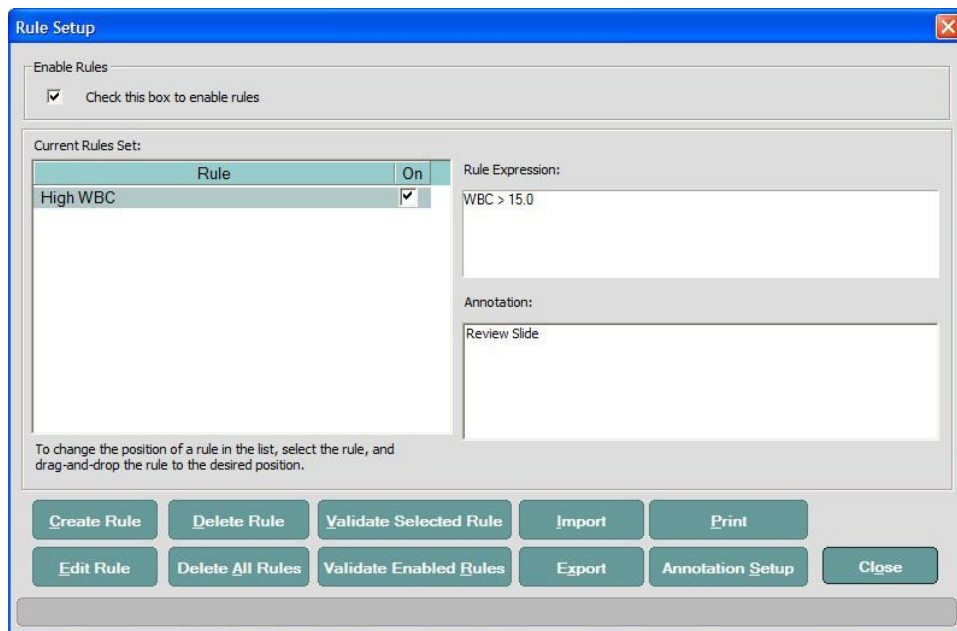 Rule Setup
Enable Rules
Check this box to enable rules
Current Rules Set:
Rule On
High WBC
To change the position of a rule in the list, select the rule, and
drag-and-drop the rule to the desired position.
Rule Expression:
WBC > 15.0
Annotation:
Review Slide
Create Rule Delete Rule Validate Selected Rule Import Print
Edit Rule Delete All Rules Validate Enabled Rules Export Annotation Setup Close